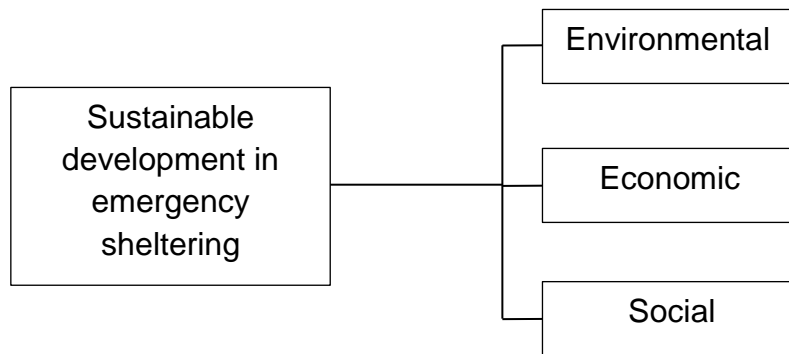 Sustainable
development in
emergency
sheltering
Environmental
Economic
Social